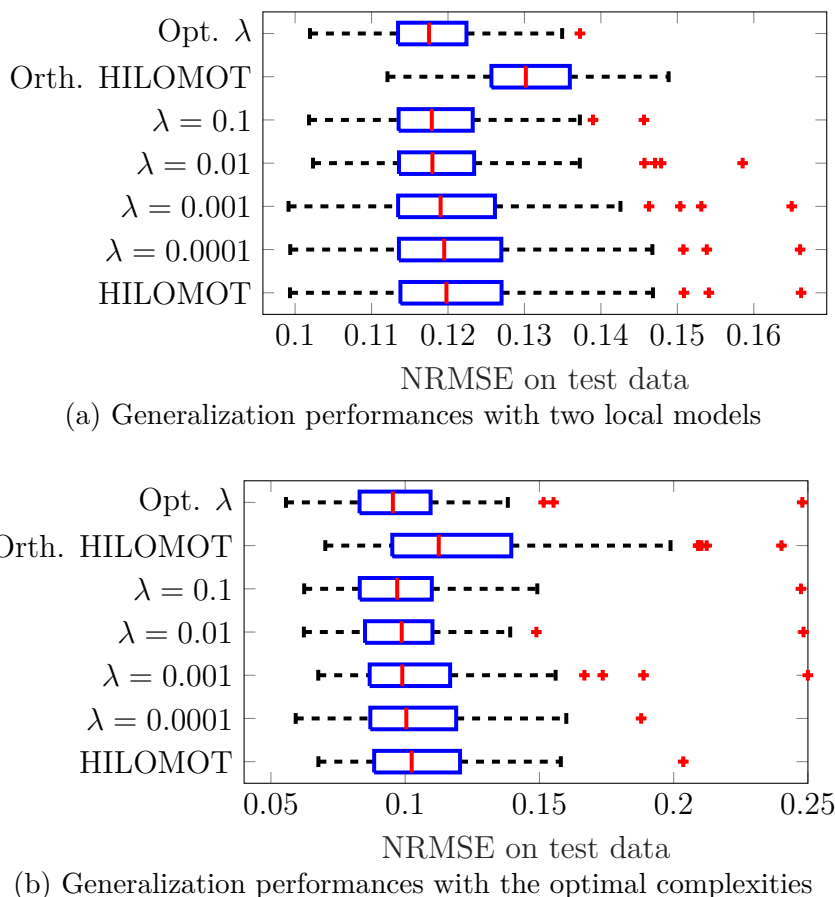 Opt. λ
Orth. HILOMOT
λ = 0.1
λ = 0.01
λ = 0.001
λ = 0.0001
HILOMOT
0.1 0.11 0.12 0.13 0.14 0.15 0.16
NRMSE on test data
(a) Generalization performances with two local models
Opt. λ
Orth. HILOMOT
λ = 0.1
λ = 0.01
λ = 0.001
λ = 0.0001
HILOMOT
0.05 0.1 0.15 0.2 0.25
NRMSE on test data
(b) Generalization performances with the optimal complexities